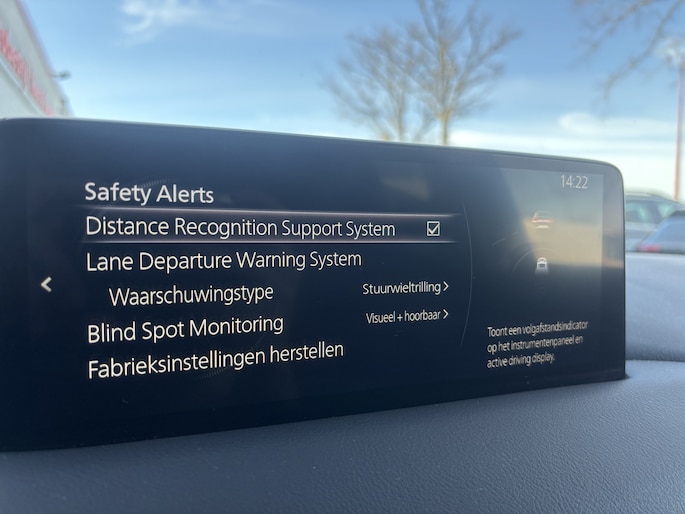 14:22
Safety Alerts
Distance Recognition Support System
Lane Departure Warning System
Waarschuwingstype Stuurwieltrilling
Blind Spot Monitoring Visueel + hoorbaar
Fabrieksinstellingen herstellen
Toont een volgafstandsindicator
op het instrumentenpaneel en
active driving display.